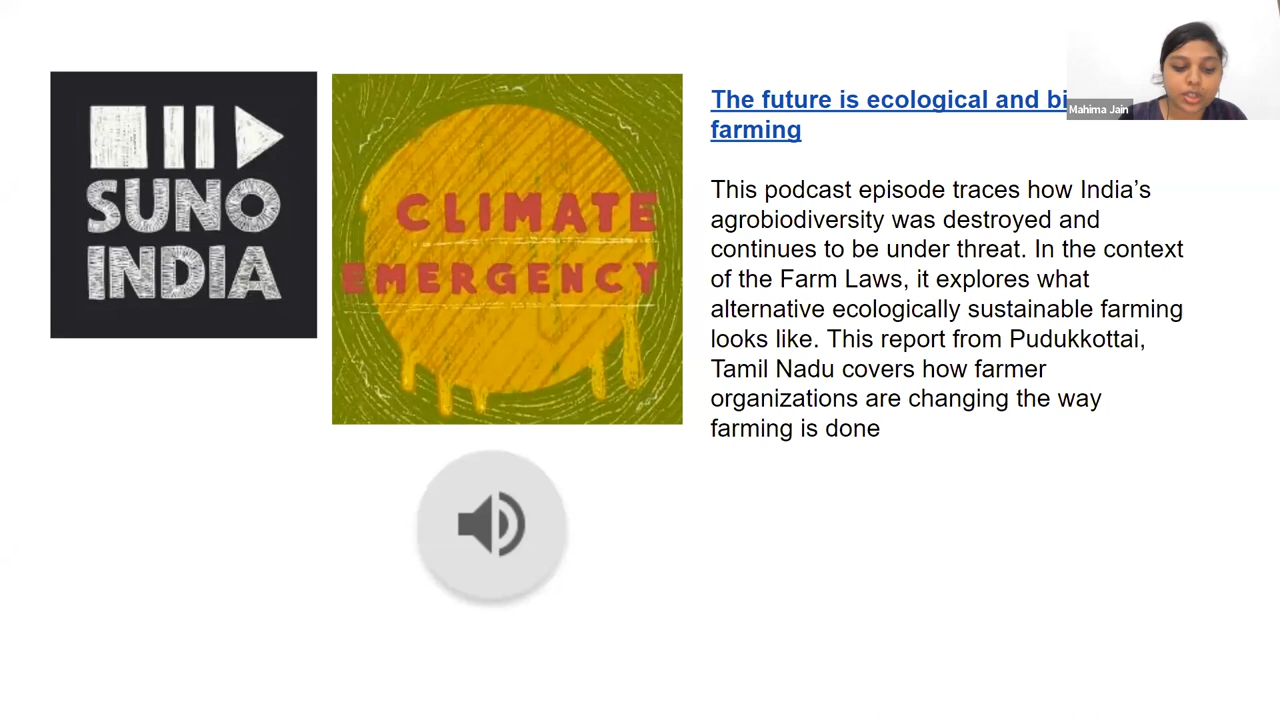 SUNO
INDIA
CLIMATE
EMERGENCY
The future is ecological and
farming
This podcast episode traces how India’s
agrobiodiversity was destroyed and
continues to be under threat. In the context
of the Farm Laws, it explores what
alternative ecologically sustainable farming
looks like. This report from Pudukkottai,
Tamil Nadu covers how farmer
organizations are changing the way
farming is done
Mahima Jain